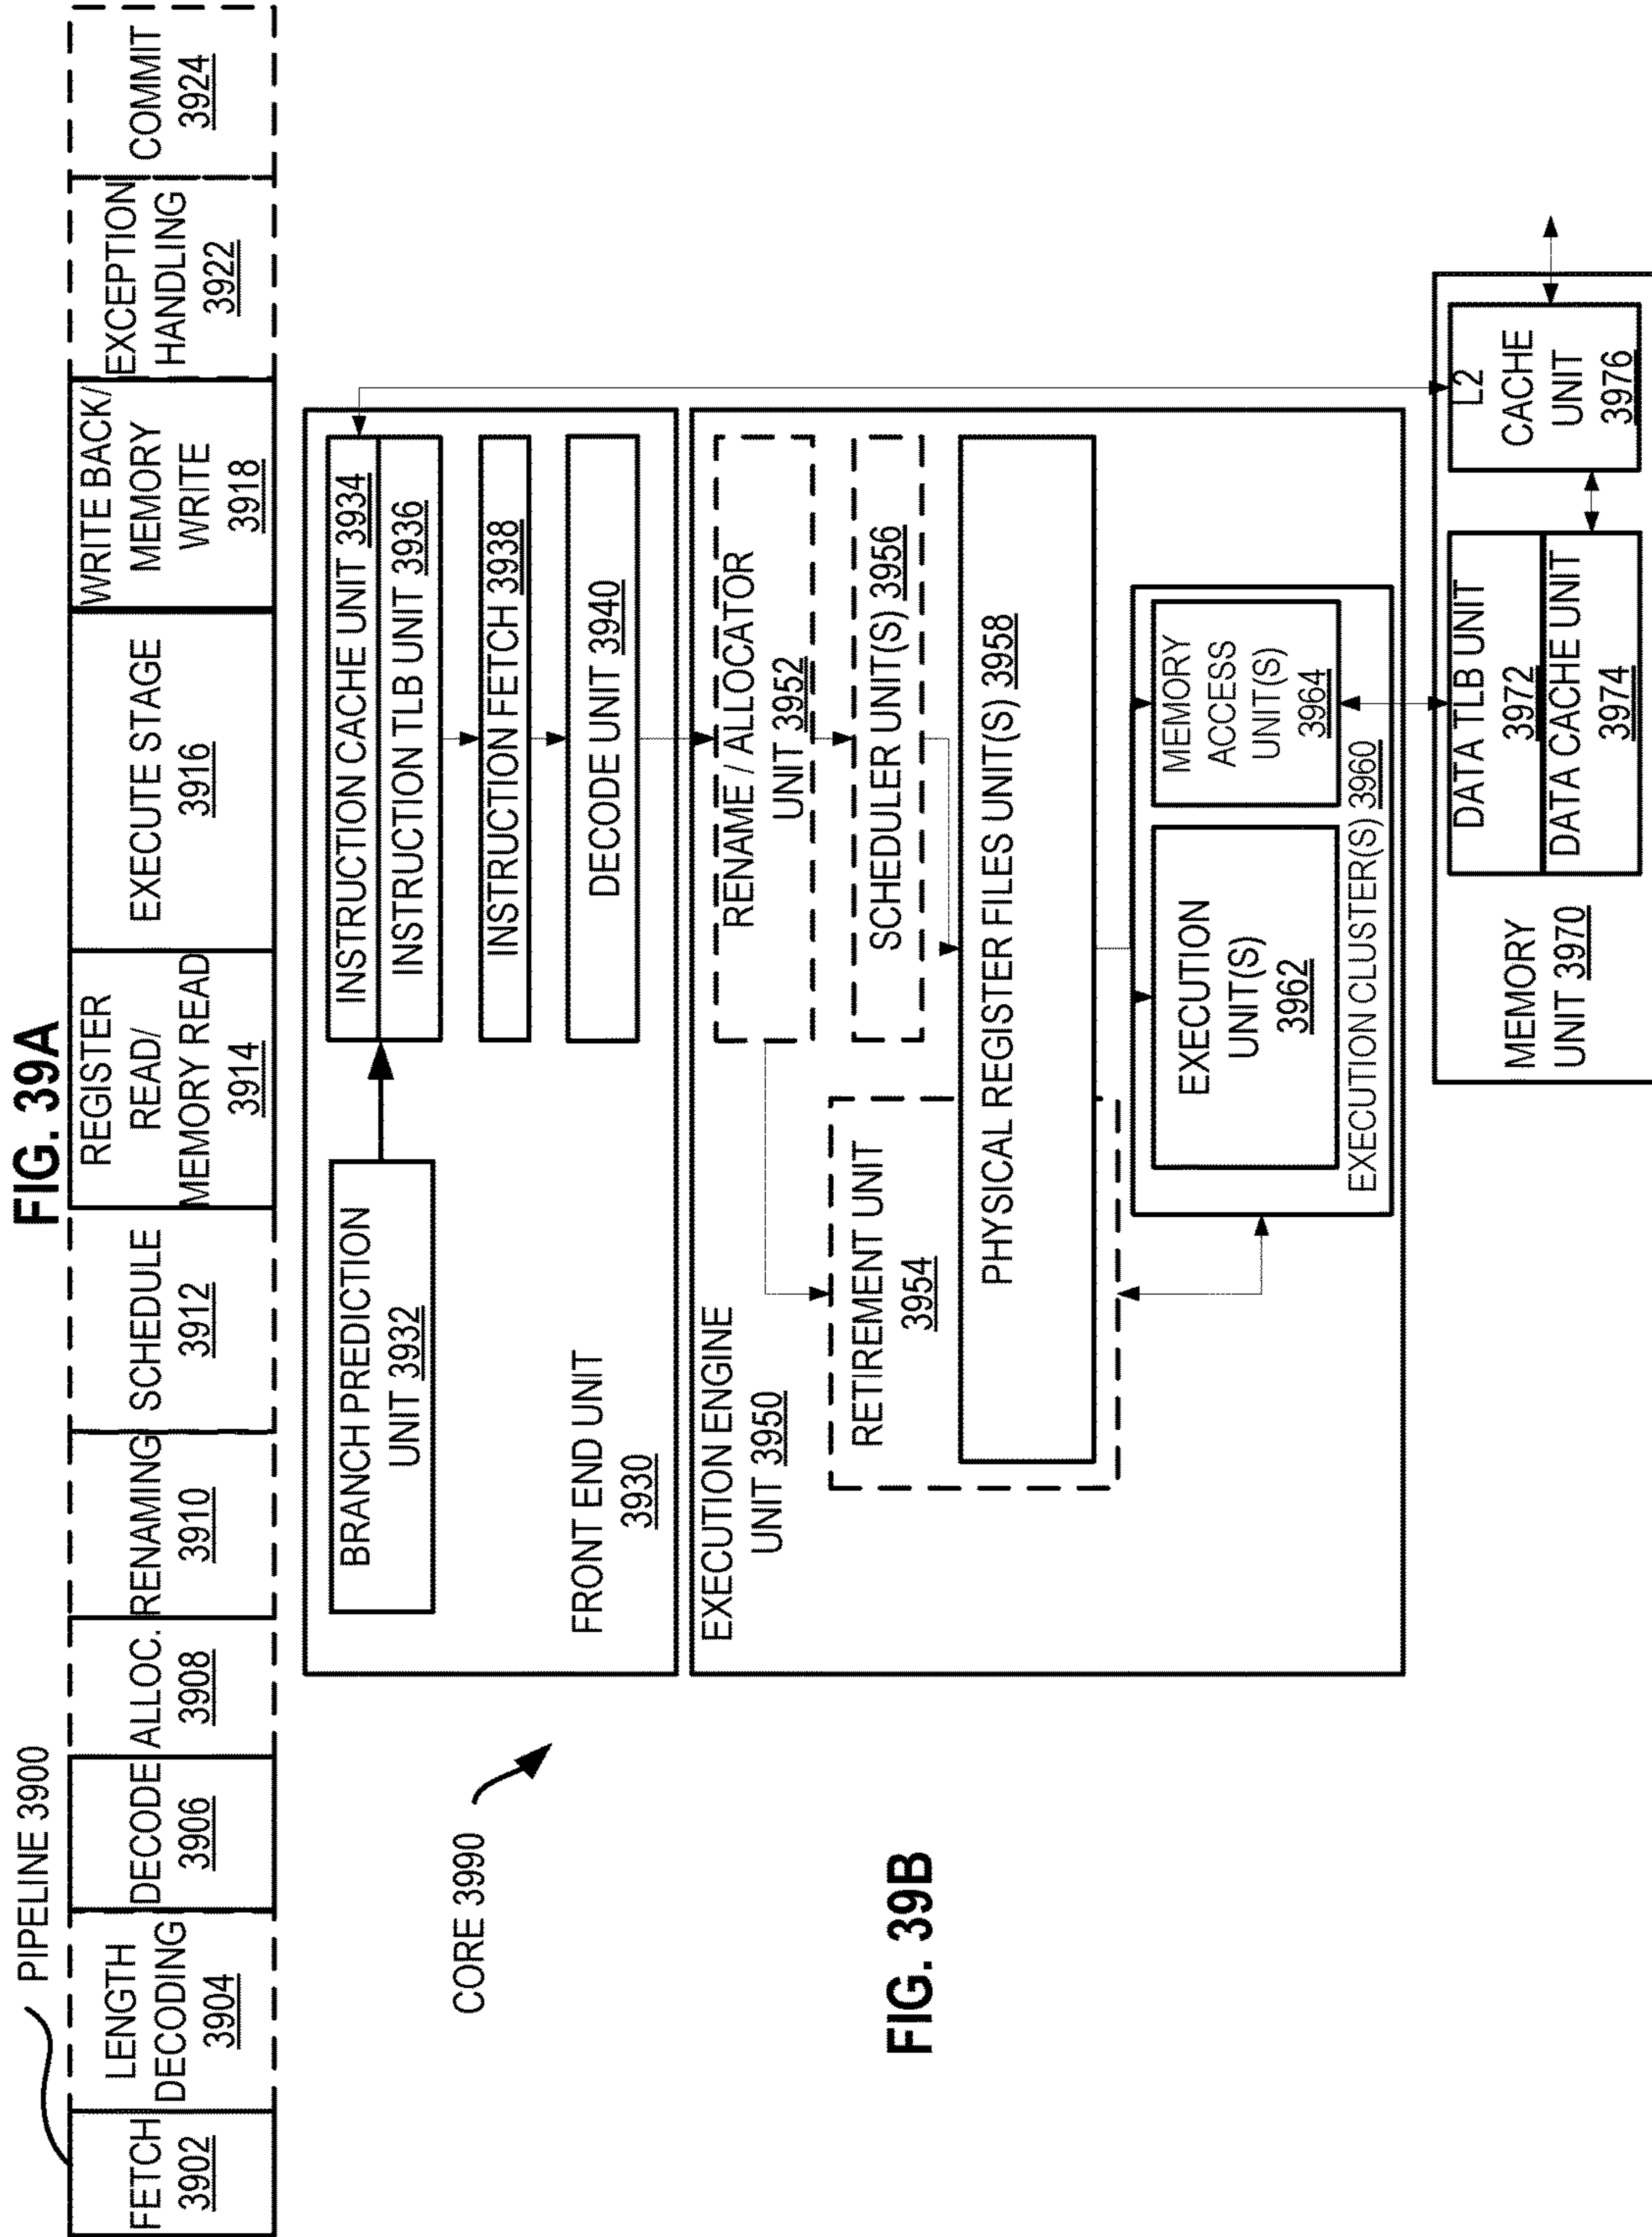 FIG. 39A
PIPELINE 3900
FETCH
3902
LENGTH
DECODING
3904
DECODE
3906
ALLOC.
3908
RENAMING
3910
SCHEDULE
3912
REGISTER
READ/
MEMORY READ
3914
EXECUTE STAGE
3916
WRITE BACK/
MEMORY
WRITE
3918
EXCEPTION
HANDLING
3922
COMMIT
3924
CORE 3990
BRANCH PREDICTION
UNIT 3932
INSTRUCTION CACHE UNIT 3934
INSTRUCTION TLB UNIT 3936
INSTRUCTION FETCH 3938
DECODE UNIT 3940
FRONT END UNIT
3930
EXECUTION ENGINE
UNIT 3950
RENAME / ALLOCATOR
UNIT 3952
SCHEDULER UNIT(S) 3956
RETIREMENT UNIT
3954
PHYSICAL REGISTER FILES UNIT(S) 3958
EXECUTION
UNIT(S)
3962
MEMORY
ACCESS
UNIT(S)
3964
EXECUTION CLUSTER(S) 3960
FIG. 39B
MEMORY
UNIT 3970
DATA TLB UNIT
3972
DATA CACHE UNIT
3974
L2
CACHE
UNIT
3976